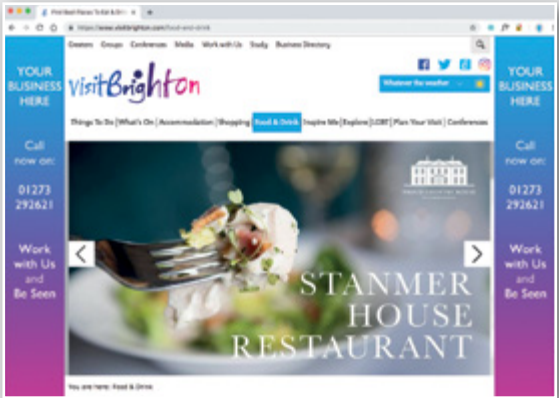 Visit Best Places To Eat & Dri
https://www.visitbrighton.com/food-and-drink
Careers Groups Conferences Media Work with Us Study Business Directory
VisitBrighton
Whatever the weather
Things To Do What's On Accommodation Shopping Food & Drink Inspire Me Explore LGBT Plan Your Visit Conferences
YOUR
BUSINESS
HERE
Call
now on:
01273
292621
Work
with Us
and
Be Seen
STANMER
HOUSE
RESTAURANT
You are here: Food & Drink
YOUR
BUSINESS
HERE
Call
now on:
01273
292621
Work
with Us
and
Be Seen